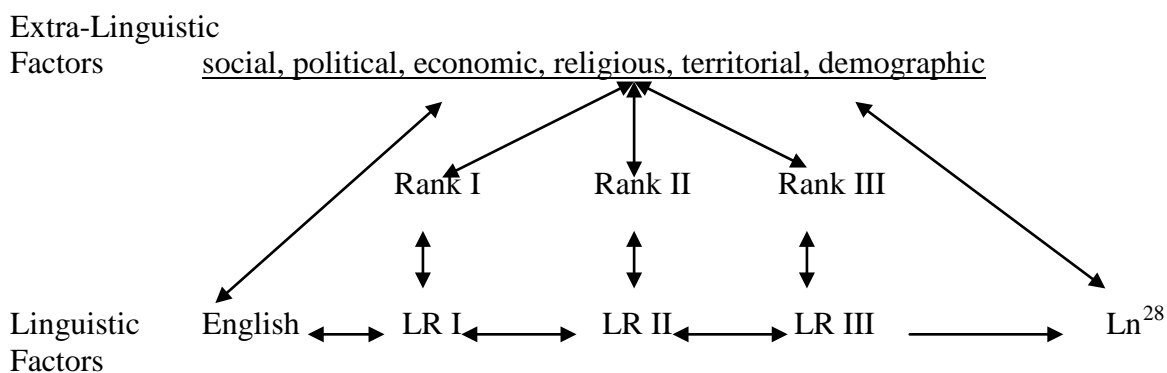 Extra-Linguistic
Factors social, political, economic, religious, territorial, demographic
Rank I Rank II Rank III
Linguistic English LR I LR II LR III Ln28
Factors